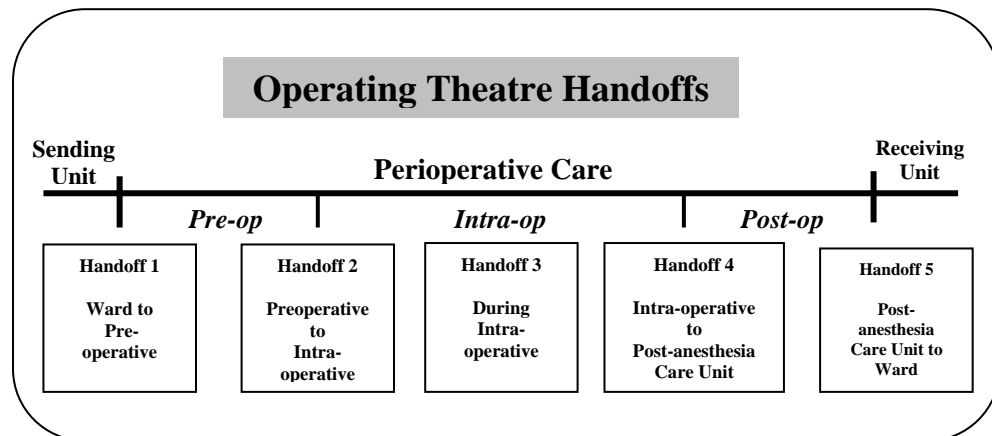 Operating Theatre Handoffs
Sending
Unit
Perioperative Care
Receiving
Unit
Pre-op
Intra-op
Post-op
Handoff 1
Ward to
Pre-
operative
Handoff 2
Preoperative
to
Intra-
operative
Handoff 3
During
Intra-
operative
Handoff 4
Intra-operative
to
Post-anesthesia
Care Unit
Handoff 5
Post-
anesthesia
Care Unit to
Ward